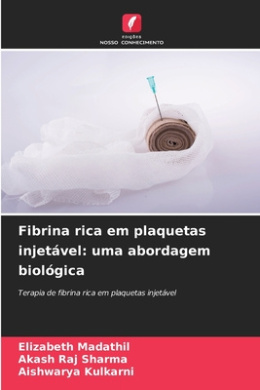 edições
NOSSO CONHECIMENTO
Fibrina rica em plaquetas
injetável: uma abordagem
biológica
Terapia de fibrina rica em plaquetas injetável
Elizabeth Madathil
Akash Raj Sharma
Aishwarya Kulkarni